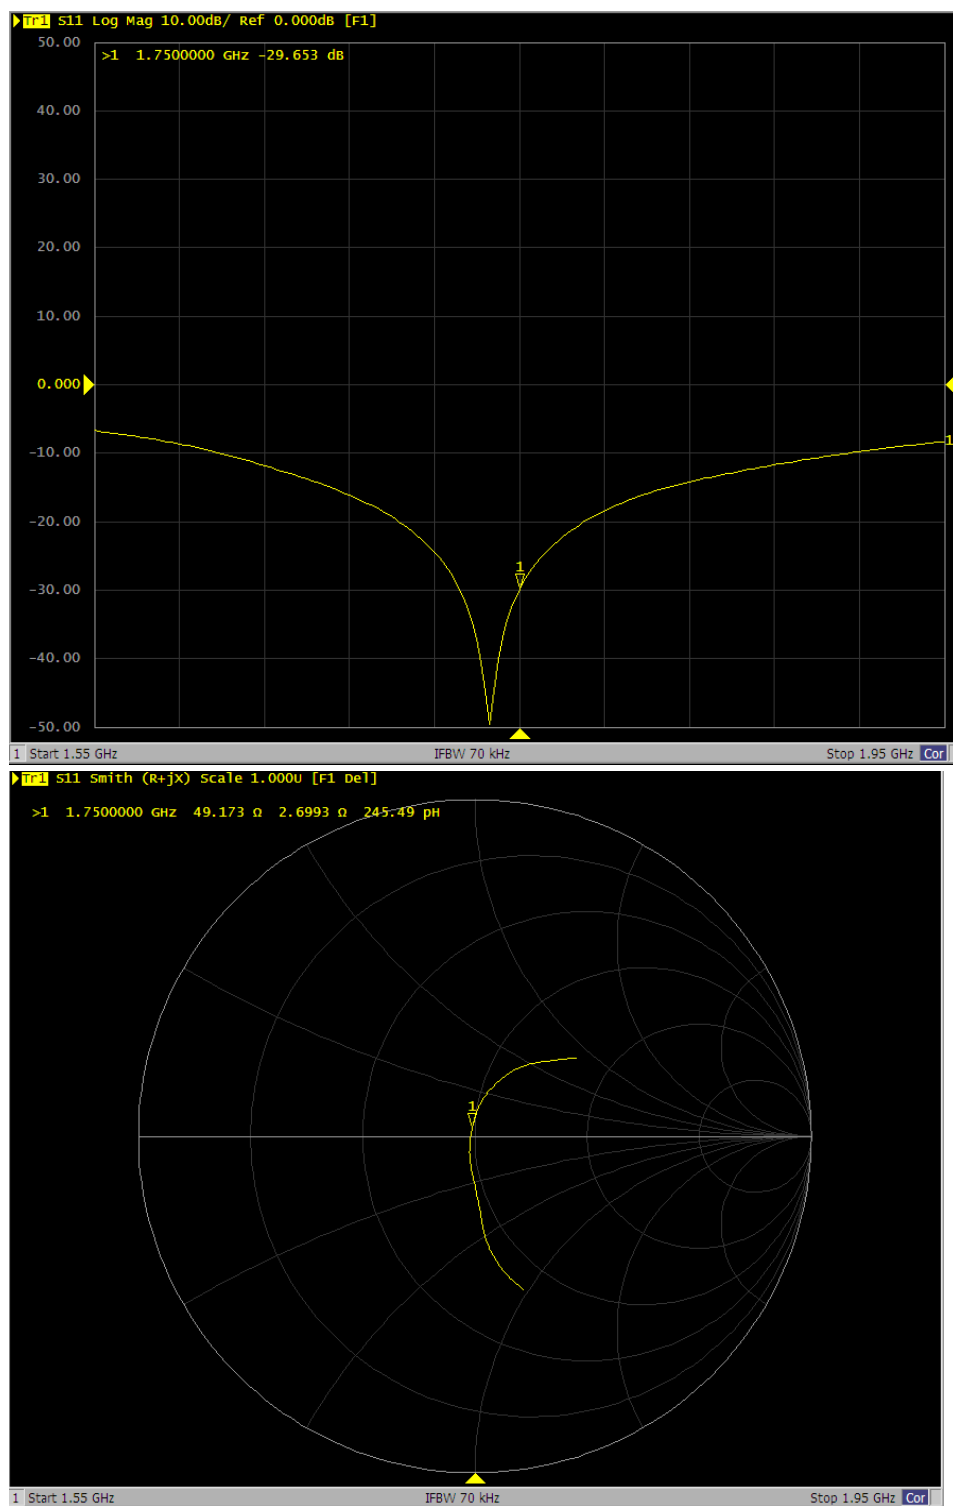 Tr1 S11 Log Mag 10.00dB/ Ref 0.000dB [F1]
50.00
>1 1.7500000 GHz -29.653 dB
40.00
30.00
20.00
10.00
0.000
-10.00
1
-20.00
1
-30.00
-40.00
-50.00
1 Start 1.55 GHz IFBW 70 kHz Stop 1.95 GHz Cor
Tr1 S11 Smith (R+jX) Scale 1.000U [F1 Del]
>1 1.7500000 GHz 49.173 Ω 2.6993 Ω 245.49 pH
1
1 Start 1.55 GHz IFBW 70 kHz Stop 1.95 GHz Cor